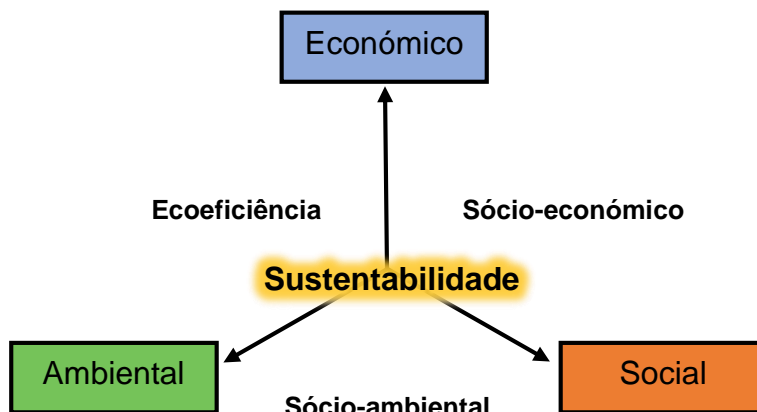 Económico
Ecoeficiência
Sócio-económico
Sustentabilidade
Ambiental
Social
Sócio-ambiental